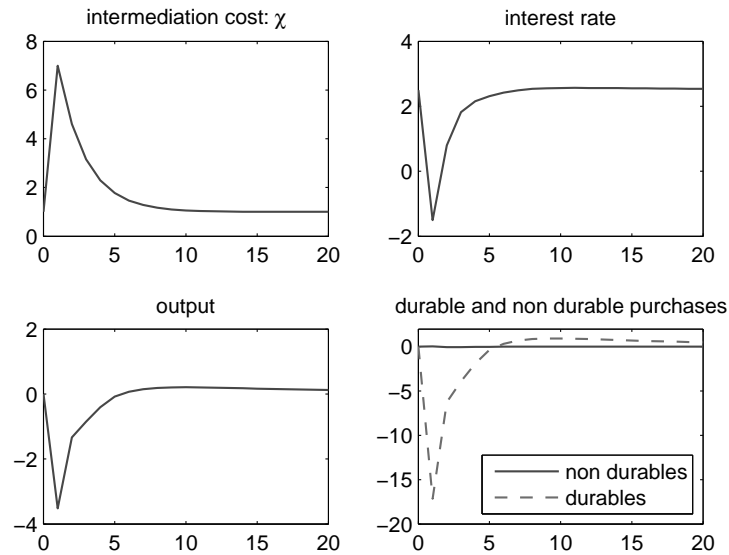 intermediation cost: χ
8
6
4
2
0
0 5 10 15 20
interest rate
4
2
0
−2
0 5 10 15 20
output
2
0
−2
−4
0 5 10 15 20
durable and non durable purchases
0
−5
−10
−15
−20
0 5 10 15 20
non durables
durables